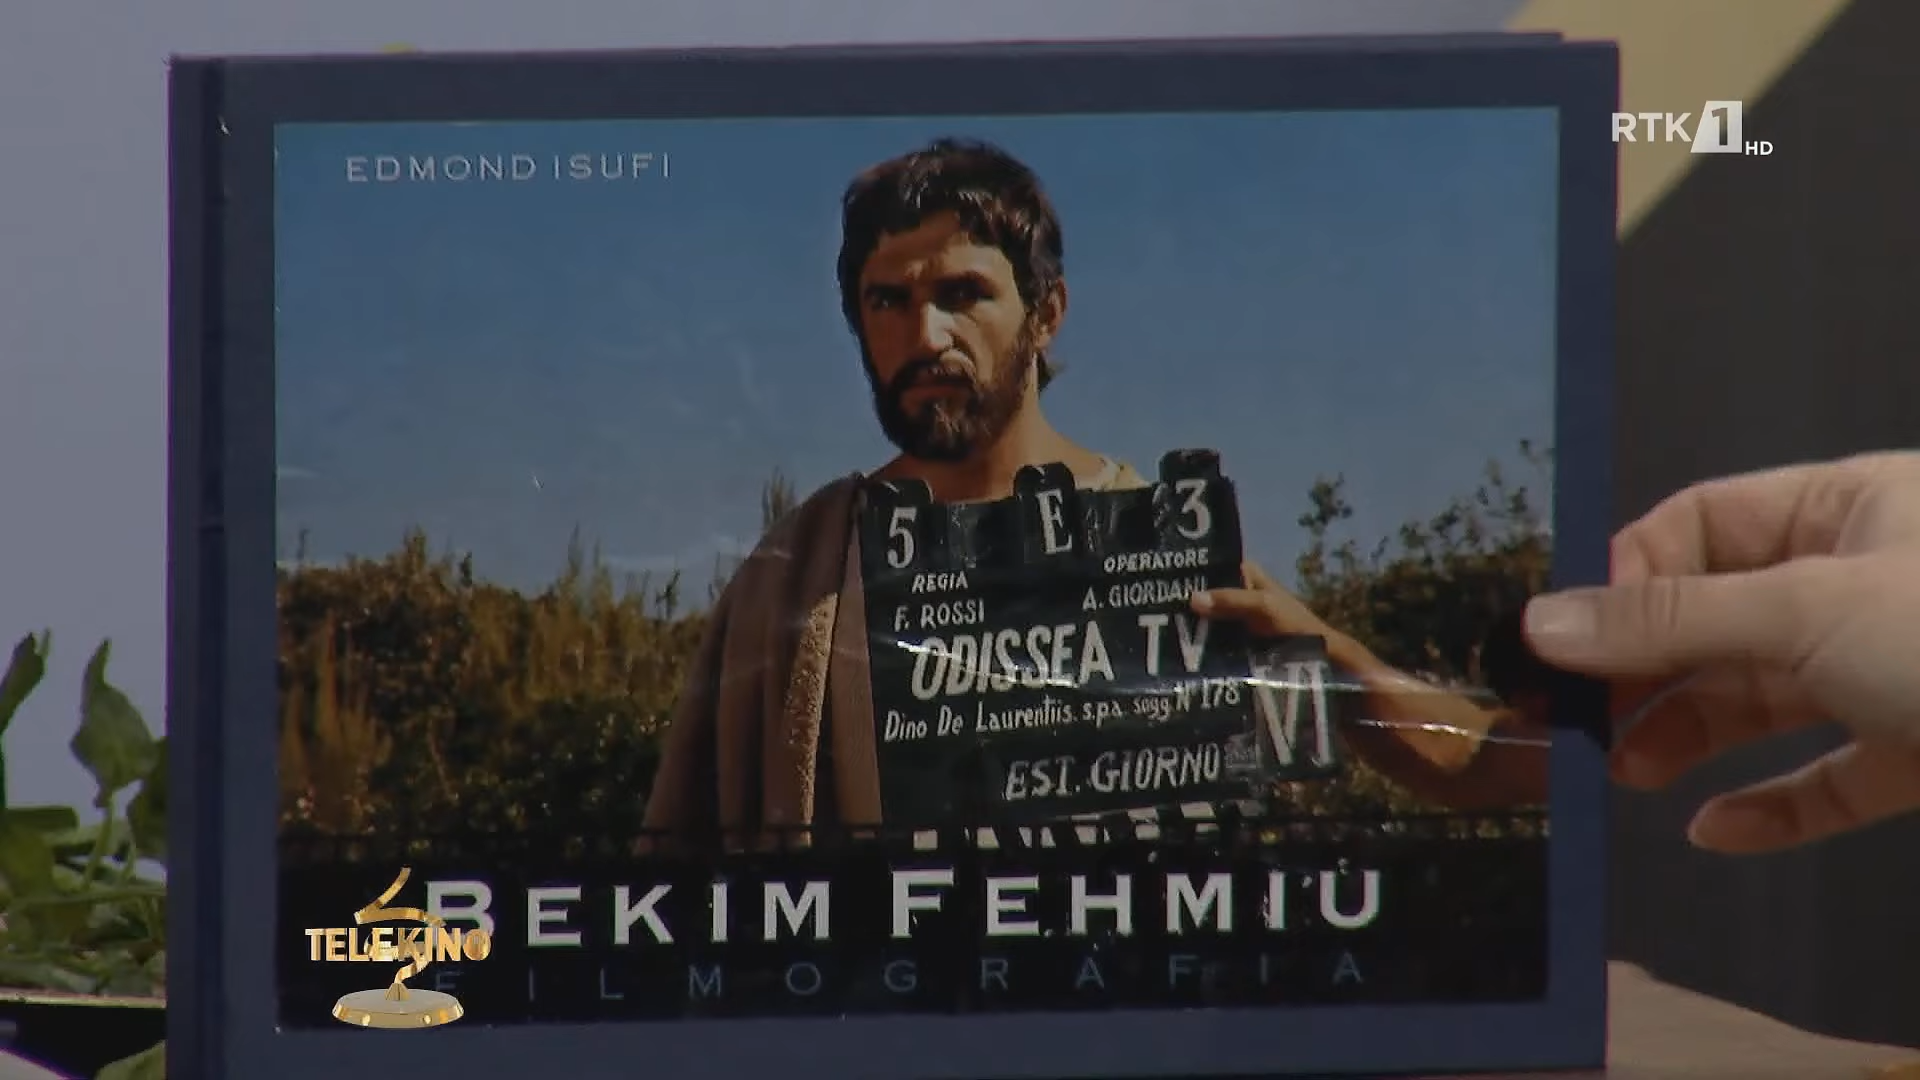 EDMOND ISUFI
RTK 1 HD
5 E 3
REGIA OPERATORE
F. ROSSI A. GIORDANI
ODISSEA TV
Dino De Laurentiis. s.p.a. sogg. N° 178
VI
EST. GIORNO
BEKIM FEHMIU
FILMOGRAFIA
TELEKINO